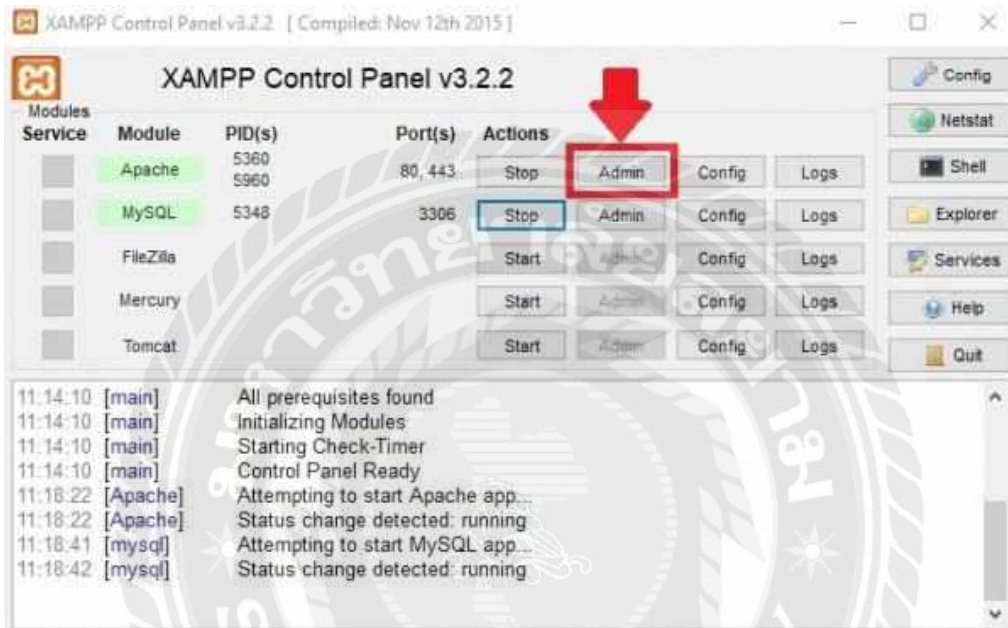 XAMPP Control Panel v3.2.2 [ Compiled: Nov 12th 2015 ]
XAMPP Control Panel v3.2.2
Config
Modules
Service Module PID(s) Port(s) Actions
Netstat
Apache 5360 5960 80, 443 Stop Admin Config Logs
Shell
MySQL 5348 3306 Stop Admin Config Logs
Explorer
FileZilla Start Admin Config Logs
Services
Mercury Start Admin Config Logs
Help
Tomcat Start Admin Config Logs
Quit
11:14:10 [main] All prerequisites found
11:14:10 [main] Initializing Modules
11:14:10 [main] Starting Check-Timer
11:14:10 [main] Control Panel Ready
11:18:22 [Apache] Attempting to start Apache app...
11:18:22 [Apache] Status change detected: running
11:18:41 [mysql] Attempting to start MySQL app...
11:18:42 [mysql] Status change detected: running